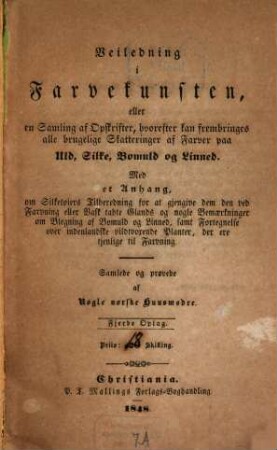 Veiledning
i
Farvekunsten,
eller
en Samling af Opskrifter, hvorefter kan frembringes
alle brugelige Skatteringer af Farver paa
Uld, Silke, Bomuld og Linned.
Med
et Anhang,
om Silketøiers Tilberedning for at gjengive dem den ved
Farvning eller Vask tabte Glands og nogle Bemærkninger
om Blegning af Bomuld og Linned, samt Fortegnelse
over indenlandske vildtvoxende Planter, der ere
tjenlige til Farvning.
Samlede og prøvede
af
Nogle norske Huusmødre.
Fjerde Oplag.
Priis: Skilling.
Christiania.
P. T. Mallings Forlags-Boghandling.
1848.